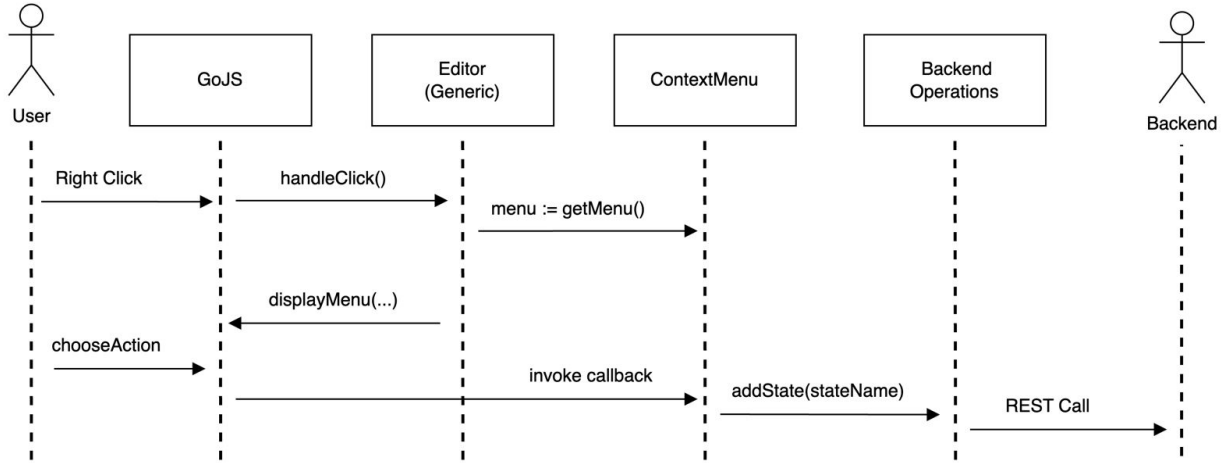 User
GoJS
Editor
(Generic)
ContextMenu
Backend
Operations
Backend
Right Click
handleClick()
menu := getMenu()
displayMenu(...)
chooseAction
invoke callback
addState(stateName)
REST Call